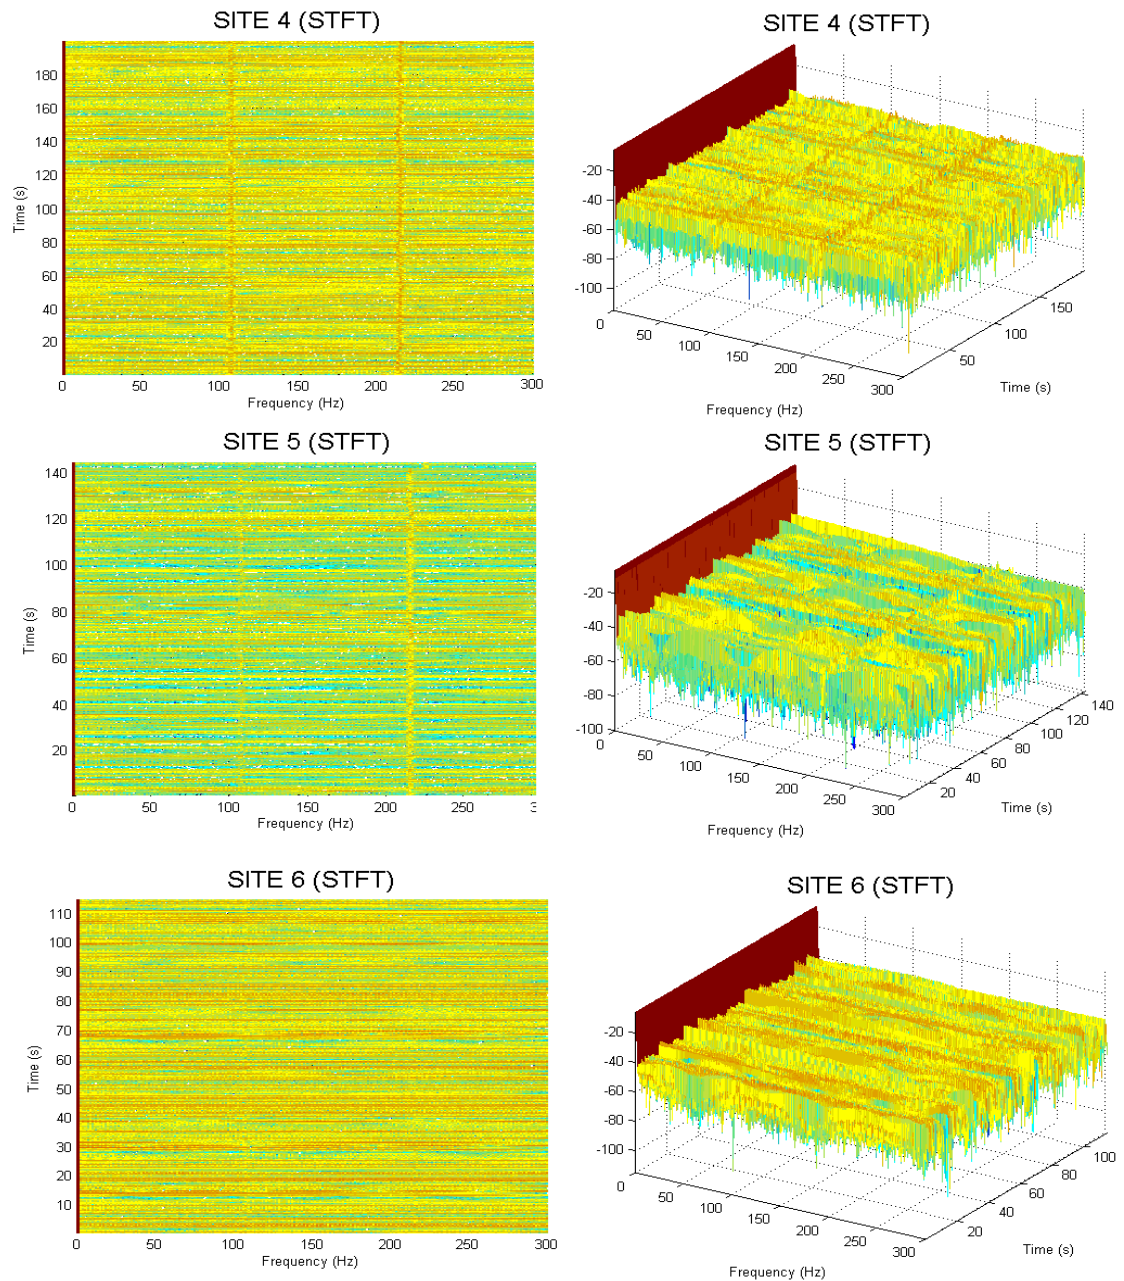 SITE 4 (STFT)
180
160
140
120
100
80
60
40
20
Time (s)
0 50 100 150 200 250 300
Frequency (Hz)
SITE 4 (STFT)
-20
-40
-60
-80
-100
0 50 100 150 200 250 300
50 100 150
Frequency (Hz)
Time (s)
SITE 5 (STFT)
140
120
100
80
60
40
20
Time (s)
0 50 100 150 200 250 3
Frequency (Hz)
SITE 5 (STFT)
-20
-40
-60
-80
-100
0 50 100 150 200 250 300
20 40 60 80 100 120 140
Frequency (Hz)
Time (s)
SITE 6 (STFT)
110
100
90
80
70
60
50
40
30
20
10
Time (s)
0 50 100 150 200 250 300
Frequency (Hz)
SITE 6 (STFT)
-20
-40
-60
-80
-100
0 50 100 150 200 250 300
20 40 60 80 100
Frequency (Hz)
Time (s)